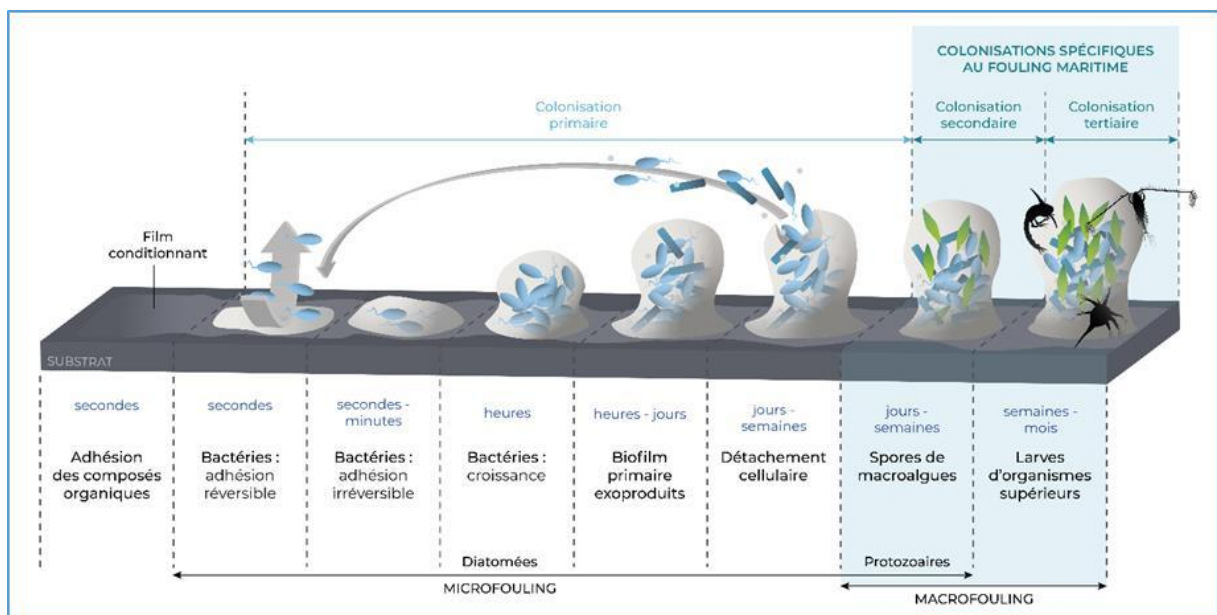 COLONISATIONS SPÉCIFIQUES
AU FOULING MARITIME
Colonisation
primaire
Colonisation
secondaire
Colonisation
tertiaire
Film
conditionnant
SUBSTRAT
secondes
Adhésion
des composés
organiques
secondes
Bactéries :
adhésion
réversible
secondes -
minutes
Bactéries :
adhésion
irréversible
heures
Bactéries :
croissance
heures - jours
Biofilm
primaire
exoproduits
jours -
semaines
Détachement
cellulaire
jours -
semaines
Spores de
macroalgues
semaines -
mois
Larves
d'organismes
supérieurs
Diatomées
Protozoaires
MICROFOULING
MACROFOULING